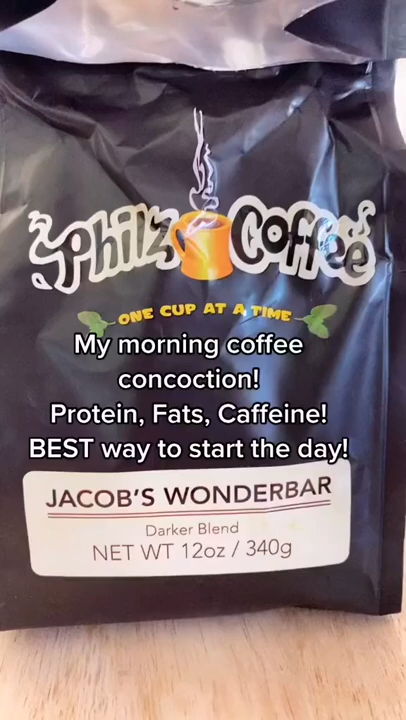 Philz Coffee
ONE CUP AT A TIME
My morning coffee
concoction!
Protein, Fats, Caffeine!
BEST way to start the day!
JACOB'S WONDERBAR
Darker Blend
NET WT 12oz / 340g